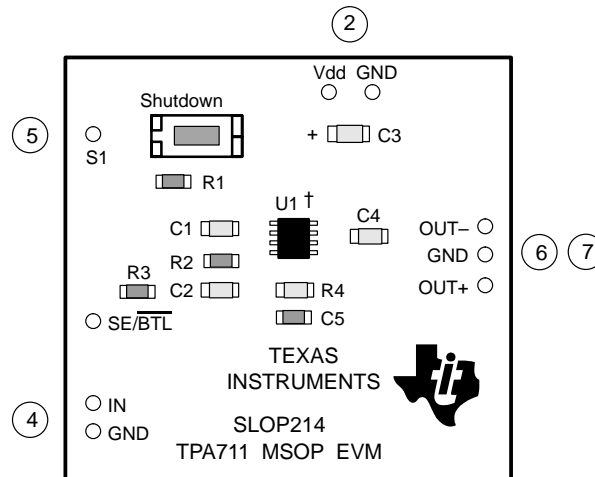 2
Vdd GND
Shutdown
5
S1
+ C3
R1
U1 †
C1
C4
OUT–
R2
GND
6 7
R3
C2
R4
OUT+
C5
SE/BTL
TEXAS
INSTRUMENTS
ti
IN
4
GND
SLOP214
TPA711 MSOP EVM